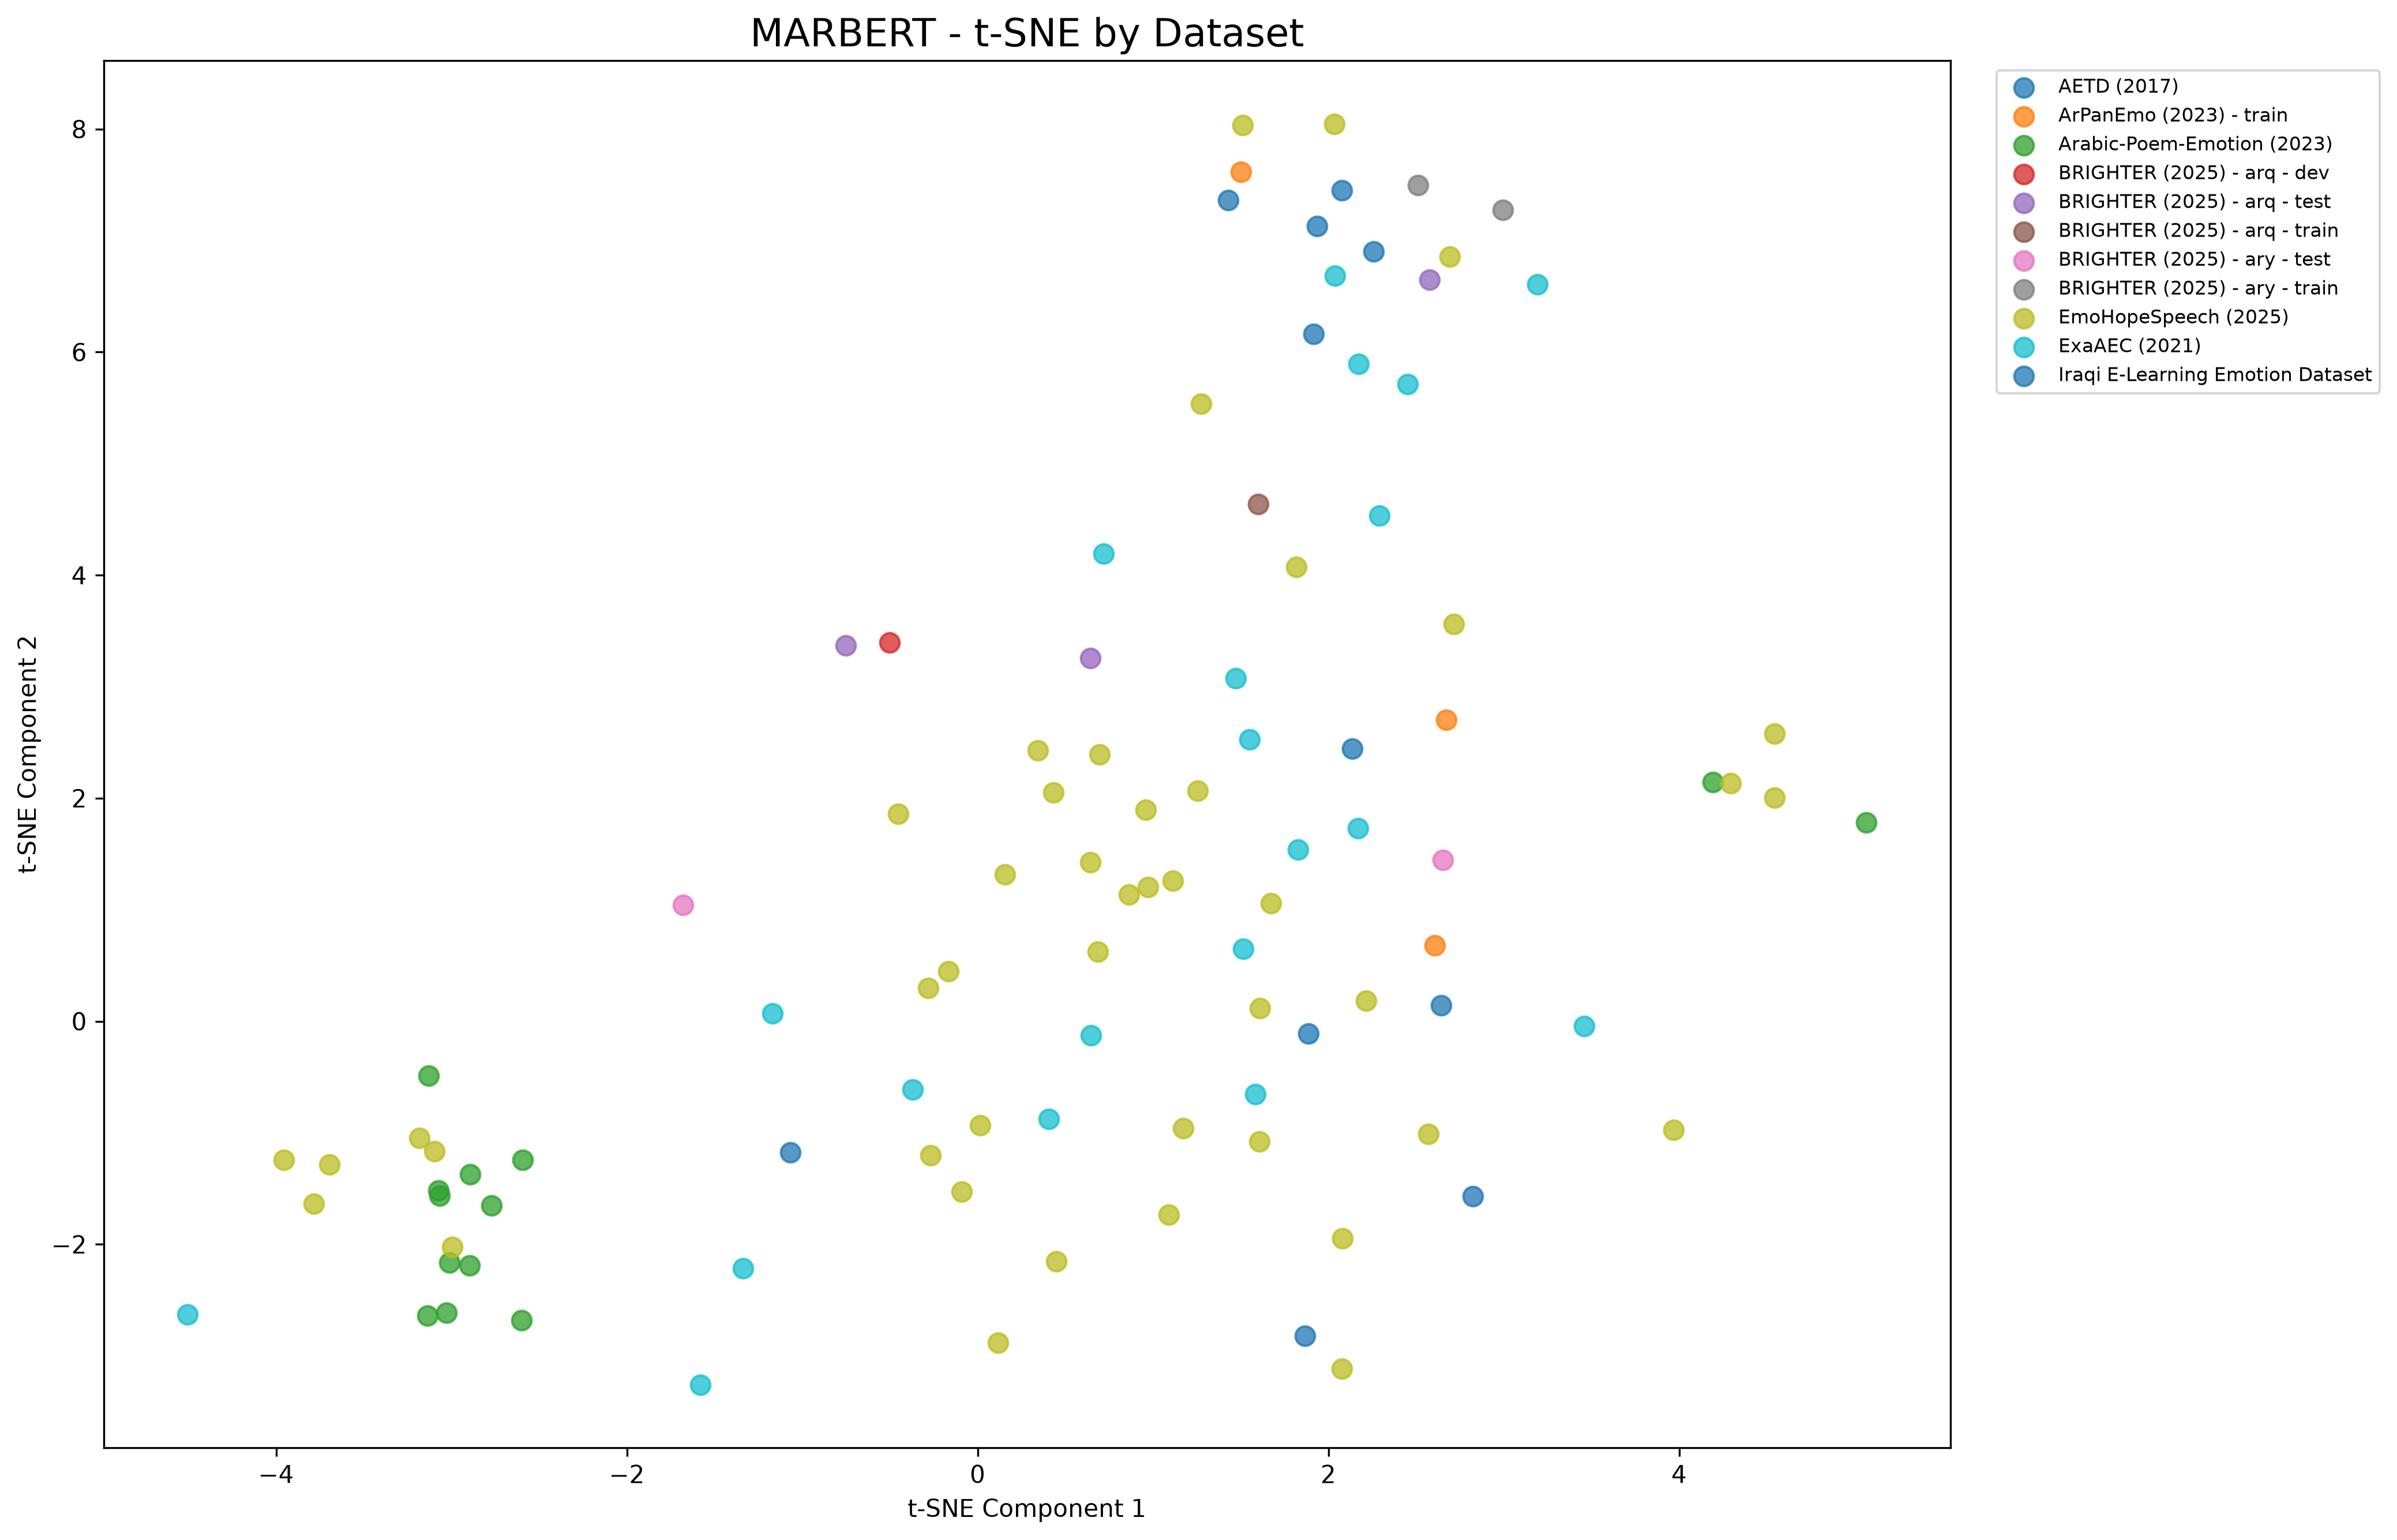 MARBERT - t-SNE by Dataset
AETD (2017)
ArPanEmo (2023) - train
Arabic-Poem-Emotion (2023)
BRIGHTER (2025) - arq - dev
BRIGHTER (2025) - arq - test
BRIGHTER (2025) - arq - train
BRIGHTER (2025) - ary - test
BRIGHTER (2025) - ary - train
EmoHopeSpeech (2025)
ExaAEC (2021)
Iraqi E-Learning Emotion Dataset
t-SNE Component 2
8
6
4
2
0
−2
−4 −2 0 2 4
t-SNE Component 1